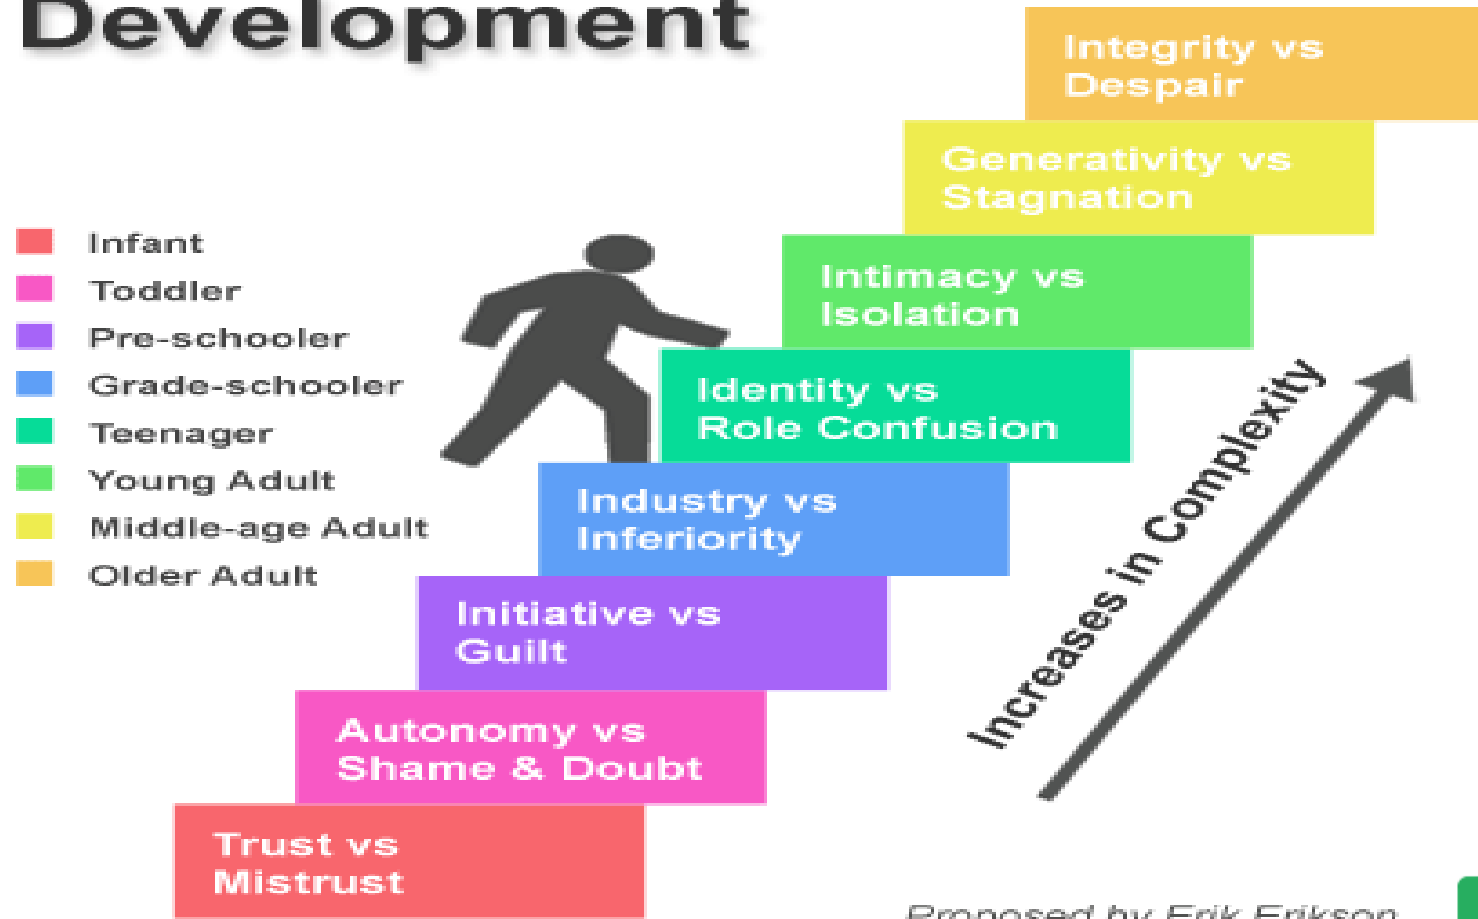 Development
Integrity vs
Despair
Generativity vs
Stagnation
Intimacy vs
Isolation
Identity vs
Role Confusion
Industry vs
Inferiority
Initiative vs
Guilt
Autonomy vs
Shame & Doubt
Trust vs
Mistrust
Infant
Toddler
Pre-schooler
Grade-schooler
Teenager
Young Adult
Middle-age Adult
Older Adult
Increases in Complexity
Proposed by Erik Erikson